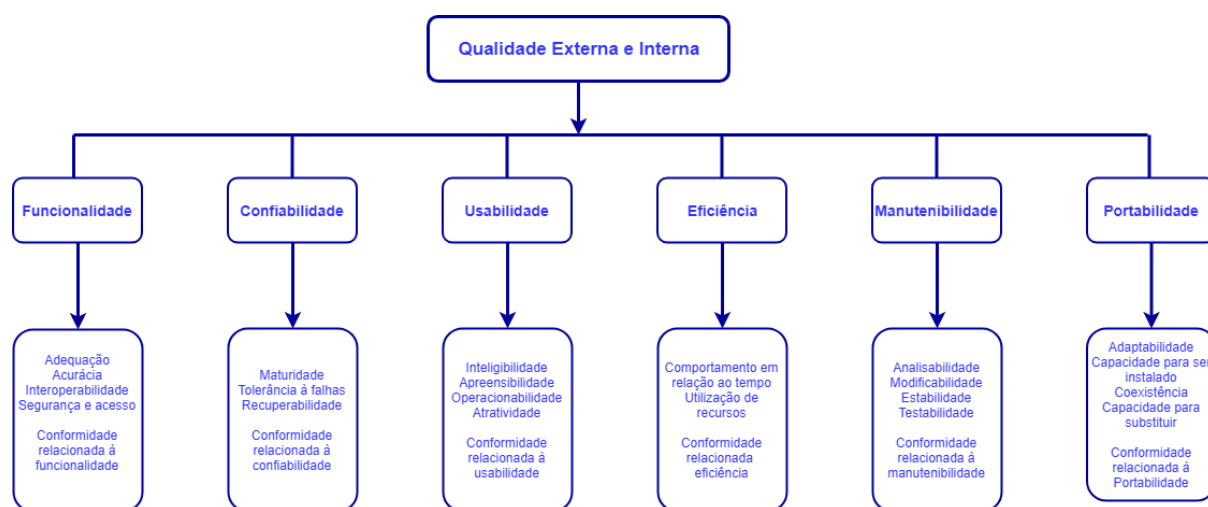 Qualidade Externa e Interna
Funcionalidade
Confiabilidade
Usabilidade
Eficiência
Manutenibilidade
Portabilidade
Adequação
Acurácia
Interoperabilidade
Segurança e acesso
Conformidade
relacionada á
funcionalidade
Maturidade
Tolerância à falhas
Recuperabilidade
Conformidade
relacionada à
confiabilidade
Inteligibilidade
Apreensibilidade
Operacionabilidade
Atratividade
Conformidade
relacionada à
usabilidade
Comportamento em
relação ao tempo
Utilização de
recursos
Conformidade
relacionada
eficiência
Analisabilidade
Modificabilidade
Estabilidade
Testabilidade
Conformidade
relacionada á
manutenibilidade
Adaptabilidade
Capacidade para ser
instalado
Coexistência
Capacidade para
substituir
Conformidade
relacionada á
Portabilidade